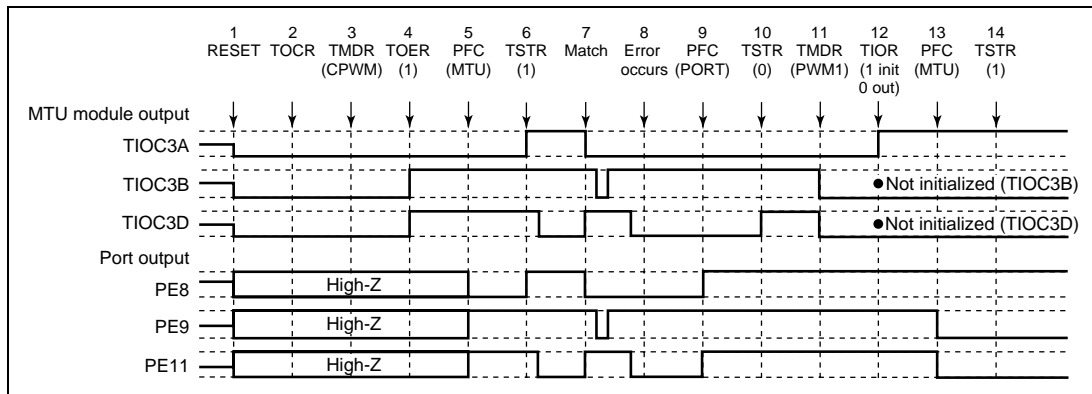 1 2 3 4 5 6 7 8 9 10 11 12 13 14
RESET TOCR TMDR TOER PFC TSTR Match Error PFC TSTR TMDR TIOR PFC TSTR
(CPWM) (1) (MTU) (1) occurs (PORT) (0) (PWM1) (1 init (MTU) (1)
0 out)
MTU module output
TIOC3A
TIOC3B
Not initialized (TIOC3B)
TIOC3D
Not initialized (TIOC3D)
Port output
PE8
High-Z
PE9
High-Z
PE11
High-Z